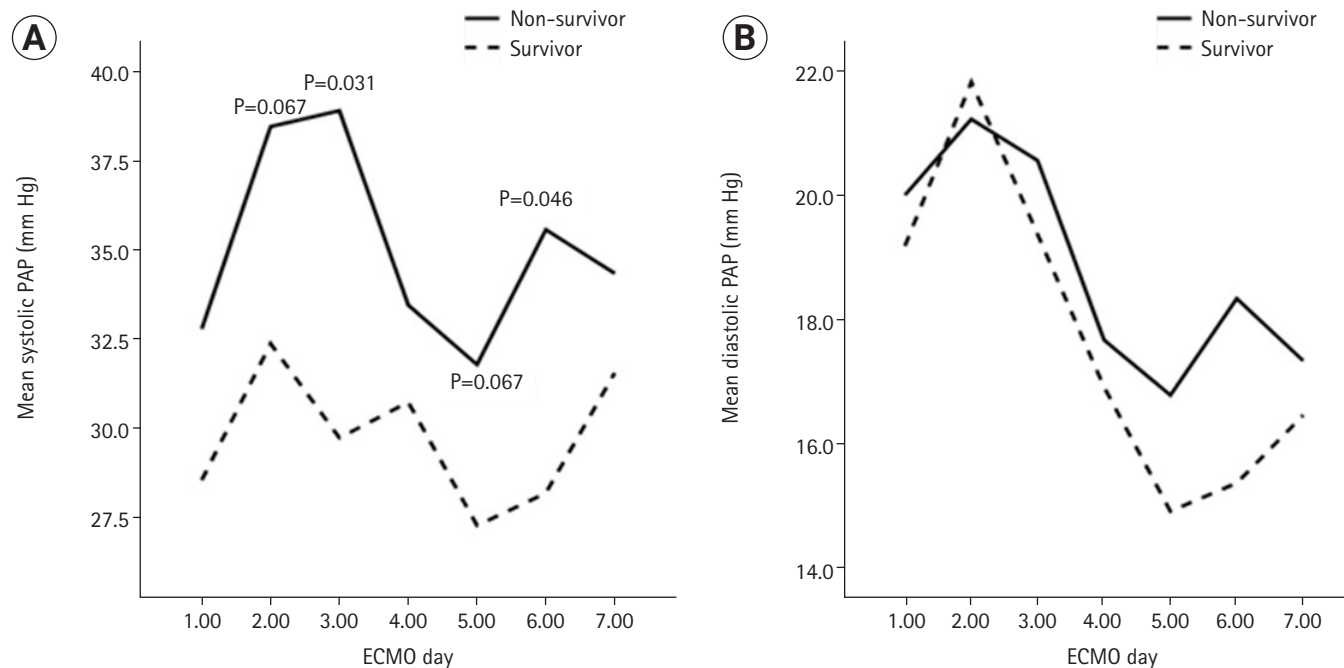 A
Non-survivor
Survivor
40.0
37.5
35.0
32.5
30.0
27.5
Mean systolic PAP (mm Hg)
P=0.067
P=0.031
P=0.067
P=0.046
1.00 2.00 3.00 4.00 5.00 6.00 7.00
ECMO day
B
Non-survivor
Survivor
22.0
20.0
18.0
16.0
14.0
Mean diastolic PAP (mm Hg)
1.00 2.00 3.00 4.00 5.00 6.00 7.00
ECMO day